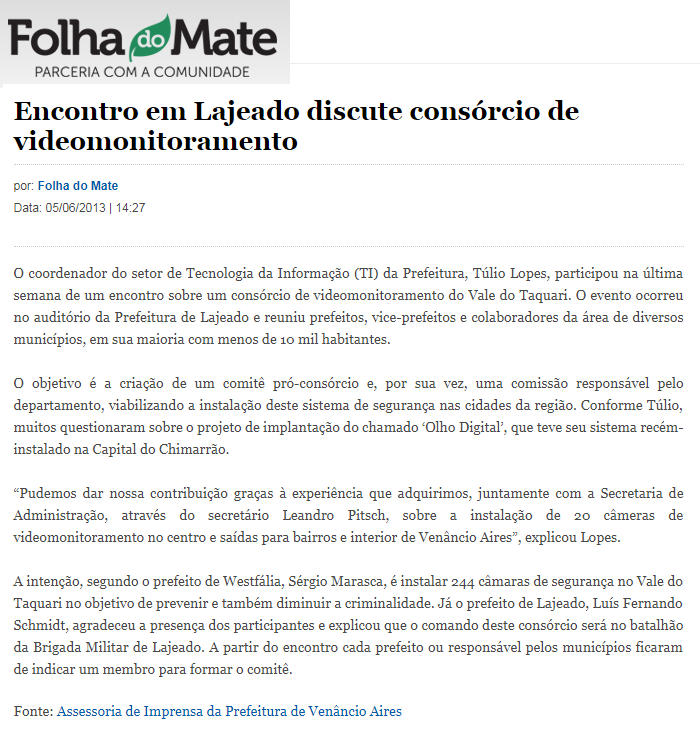 Folha do Mate
PARCERIA COM A COMUNIDADE
Encontro em Lajeado discute consórcio de
videomonitoramento
por: Folha do Mate
Data: 05/06/2013 | 14:27
O coordenador do setor de Tecnologia da Informação (TI) da Prefeitura, Túlio Lopes, participou na última
semana de um encontro sobre um consórcio de videomonitoramento do Vale do Taquari. O evento ocorreu
no auditório da Prefeitura de Lajeado e reuniu prefeitos, vice-prefeitos e colaboradores da área de diversos
municípios, em sua maioria com menos de 10 mil habitantes.
O objetivo é a criação de um comitê pró-consórcio e, por sua vez, uma comissão responsável pelo
departamento, viabilizando a instalação deste sistema de segurança nas cidades da região. Conforme Túlio,
muitos questionaram sobre o projeto de implantação do chamado ‘Olho Digital’, que teve seu sistema recém-
instalado na Capital do Chimarrão.
“Pudemos dar nossa contribuição graças à experiência que adquirimos, juntamente com a Secretaria de
Administração, através do secretário Leandro Pitsch, sobre a instalação de 20 câmeras de
videomonitoramento no centro e saídas para bairros e interior de Venâncio Aires”, explicou Lopes.
A intenção, segundo o prefeito de Westfália, Sérgio Marasca, é instalar 244 câmaras de segurança no Vale do
Taquari no objetivo de prevenir e também diminuir a criminalidade. Já o prefeito de Lajeado, Luís Fernando
Schmidt, agradeceu a presença dos participantes e explicou que o comando deste consórcio será no batalhão
da Brigada Militar de Lajeado. A partir do encontro cada prefeito ou responsável pelos municípios ficaram
de indicar um membro para formar o comitê.
Fonte: Assessoria de Imprensa da Prefeitura de Venâncio Aires